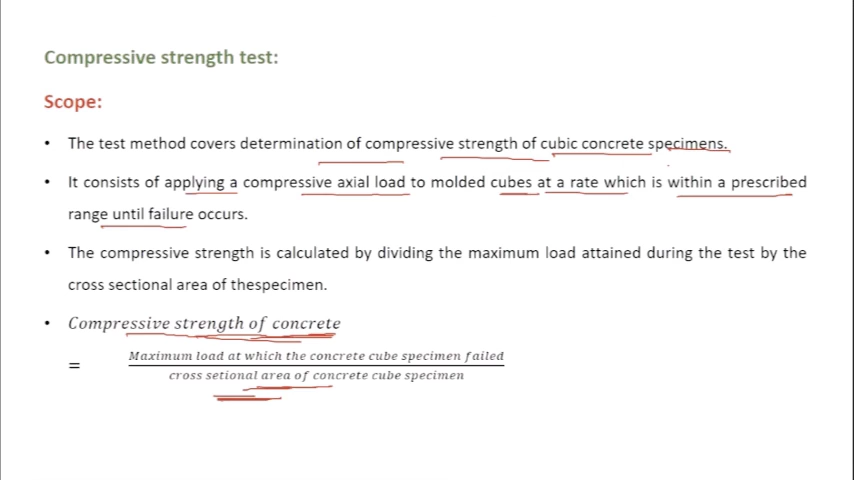 Compressive strength test:
Scope:
• The test method covers determination of compressive strength of cubic concrete specimens.
• It consists of applying a compressive axial load to molded cubes at a rate which is within a prescribed
range until failure occurs.
• The compressive strength is calculated by dividing the maximum load attained during the test by the
cross sectional area of thespecimen.
• Compressive strength of concrete
Maximum load at which the concrete cube specimen failed
=
cross setional area of concrete cube specimen